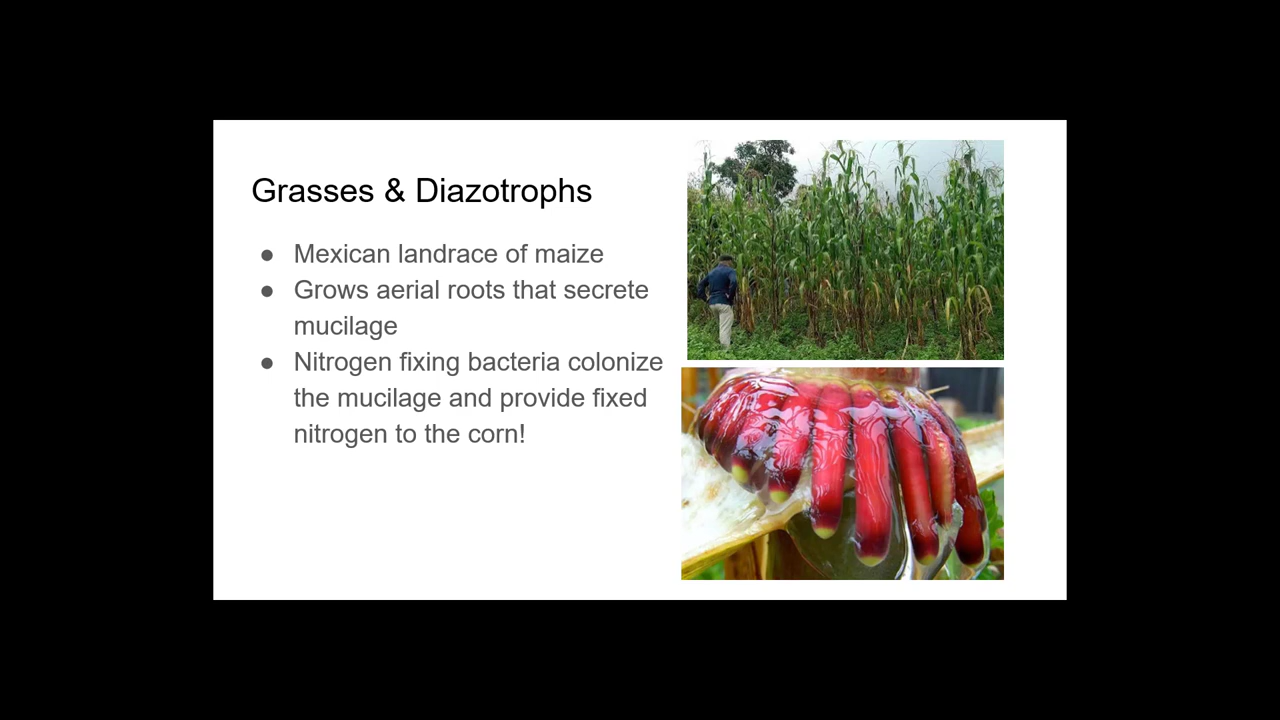 Grasses & Diazotrophs
● Mexican landrace of maize
● Grows aerial roots that secrete
mucilage
● Nitrogen fixing bacteria colonize
the mucilage and provide fixed
nitrogen to the corn!